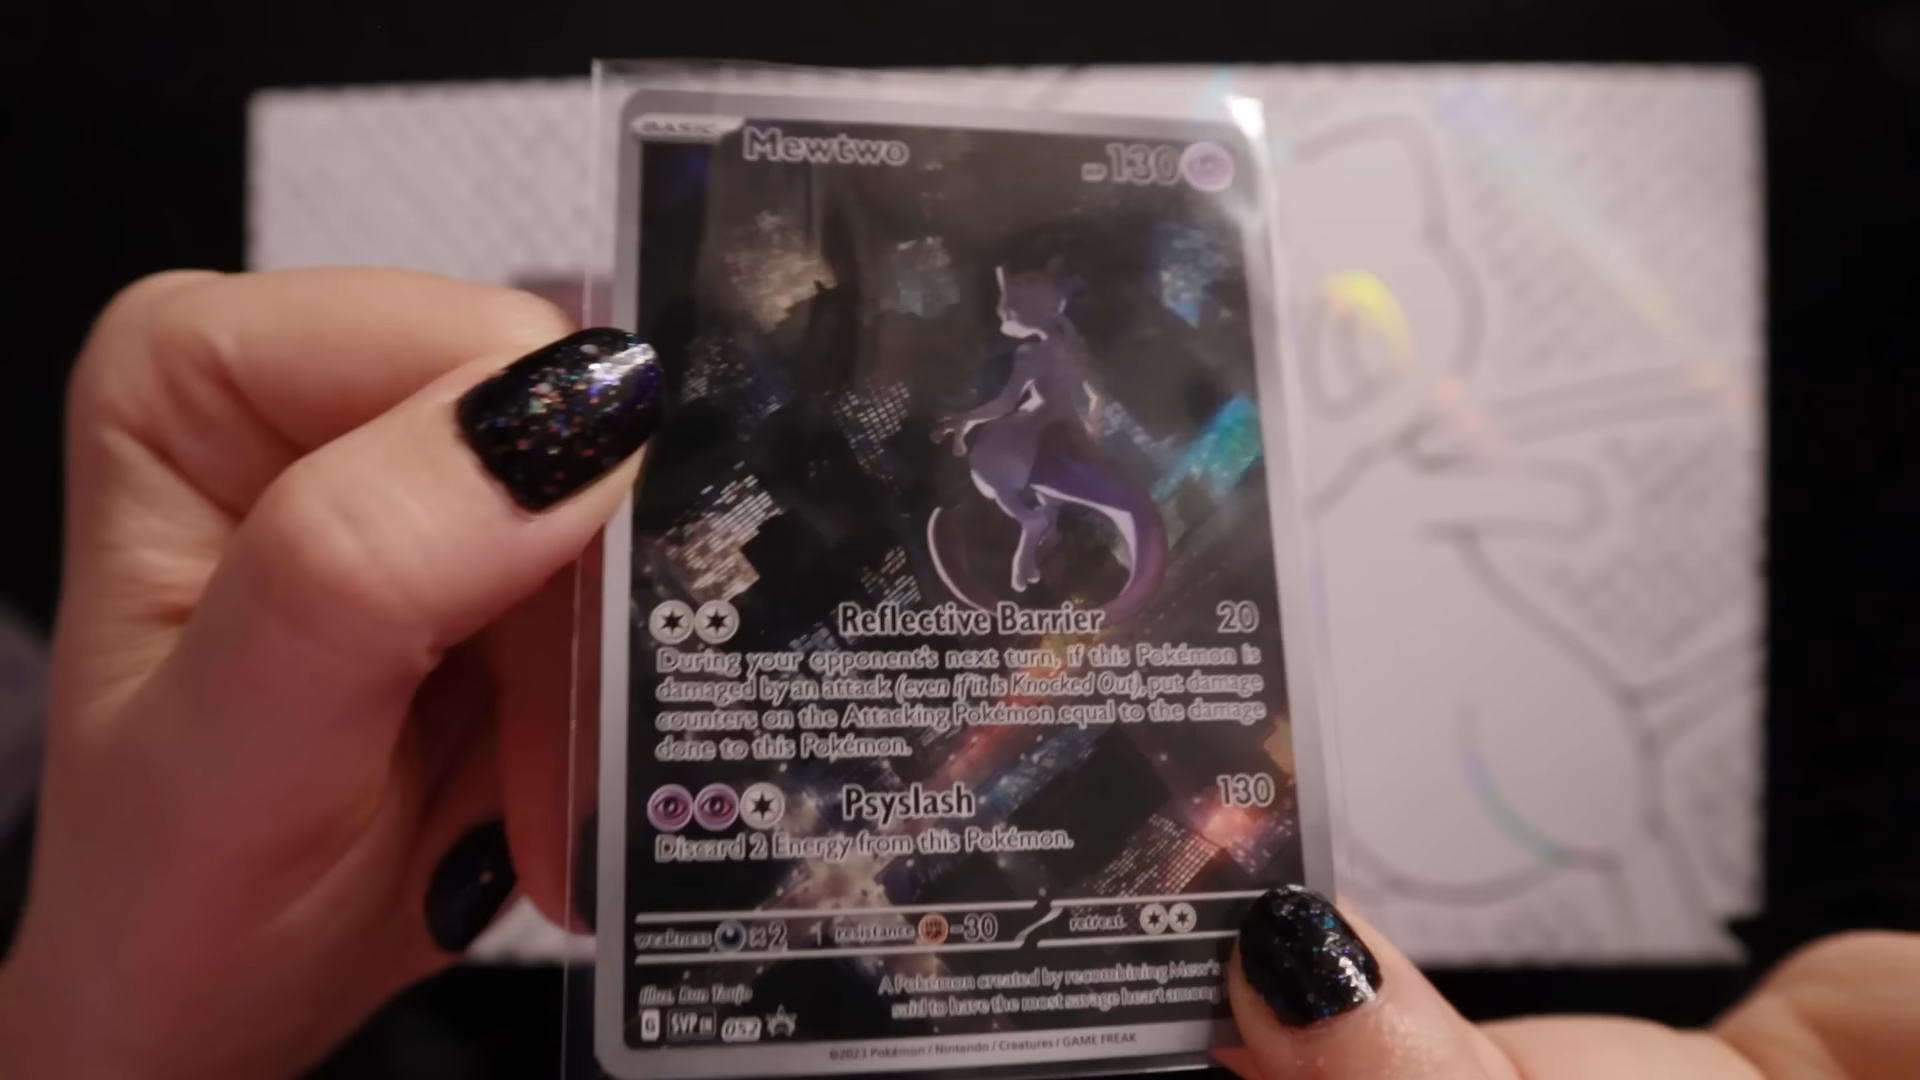 BASIC Mewtwo HP 130
Reflective Barrier 20
During your opponent's next turn, if this Pokémon is
damaged by an attack (even if it is Knocked Out), put damage
counters on the Attacking Pokémon equal to the damage
done to this Pokémon.
Psyslash 130
Discard 2 Energy from this Pokémon.
weakness ×2 resistance -30 retreat
Illus. A Pokémon created by recombining Mew's
said to have the most savage heart among
G SVP EN 052
©2023 Pokémon / Nintendo / Creatures / GAME FREAK